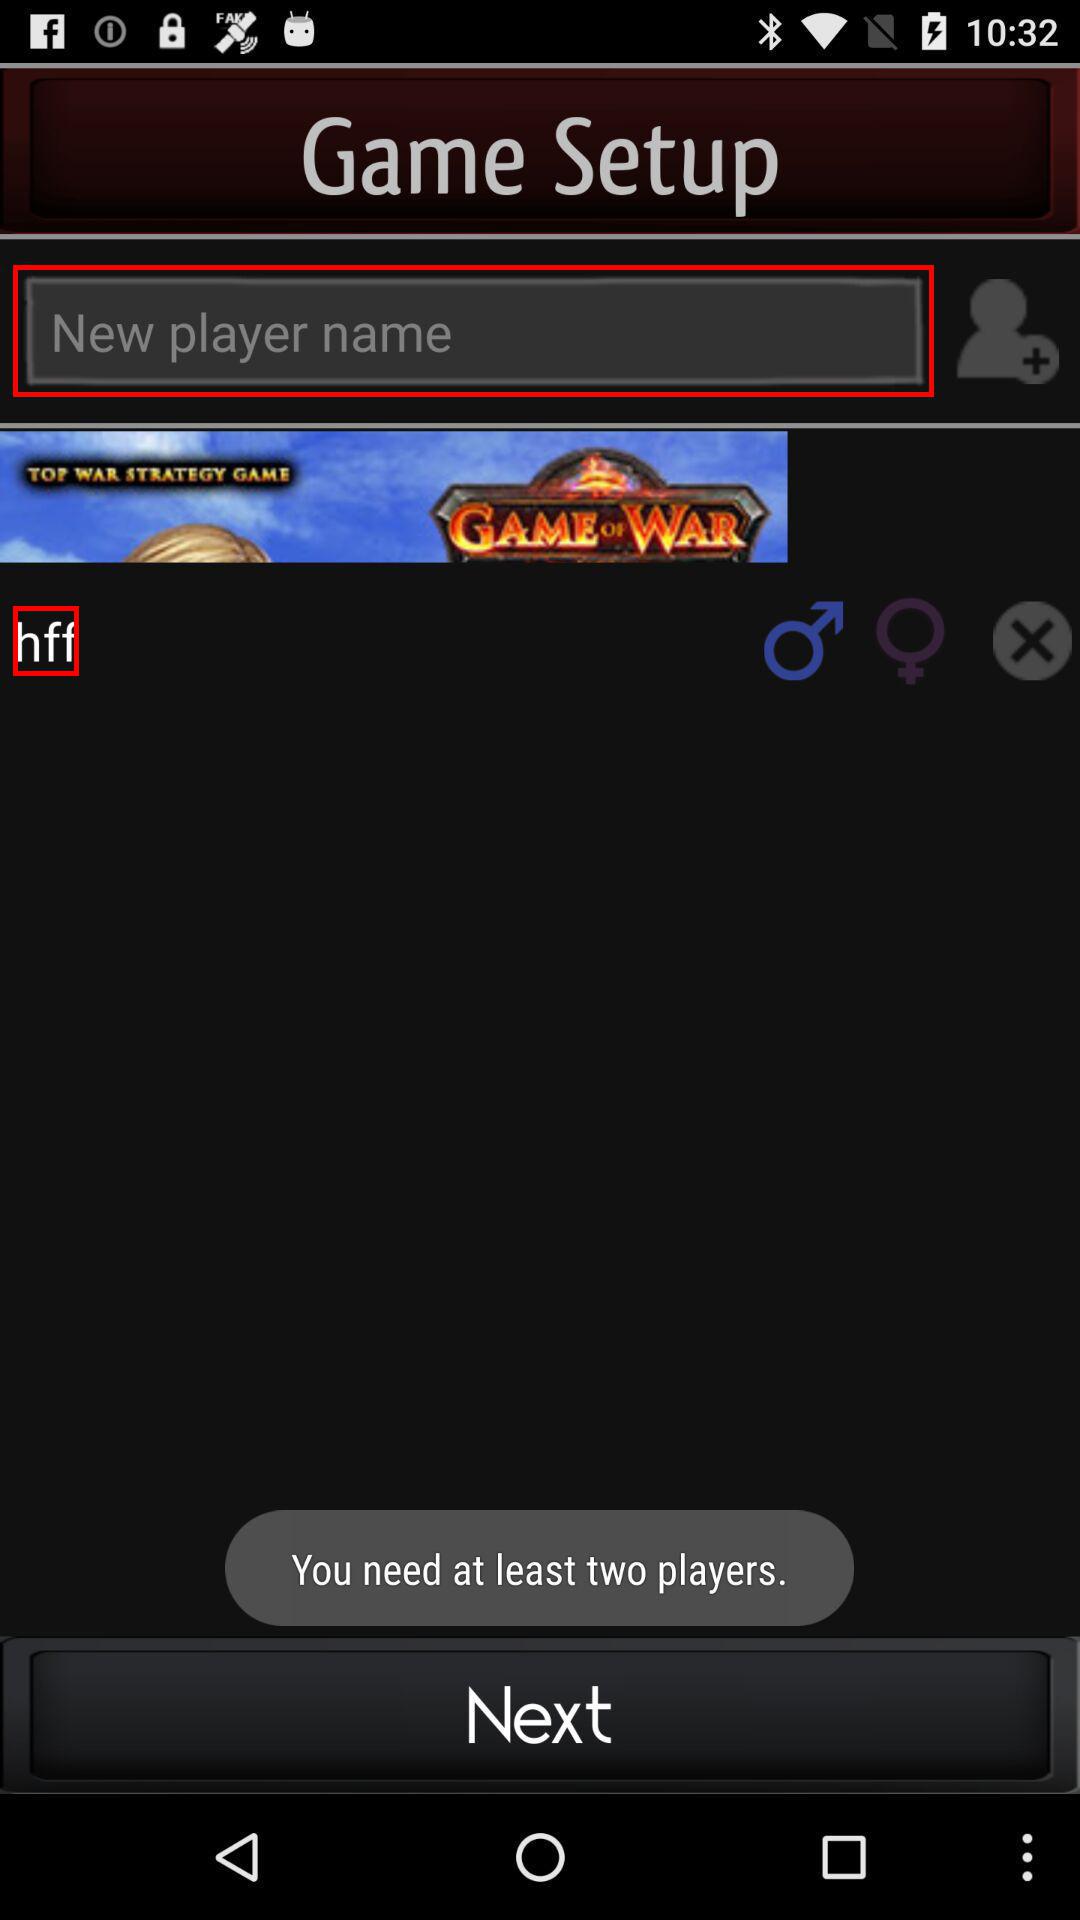 FAKE
10:32
Game Setup
New player name
TOP WAR STRATEGY GAME
GAME OF WAR
hff
You need at least two players.
Next